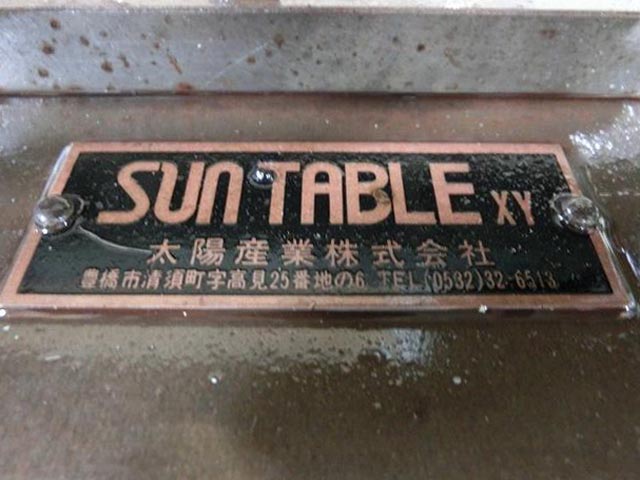 SUN TABLE XY
太陽産業株式会社
豊橋市清須町字高見25番地の6 TEL(0532)32-6513